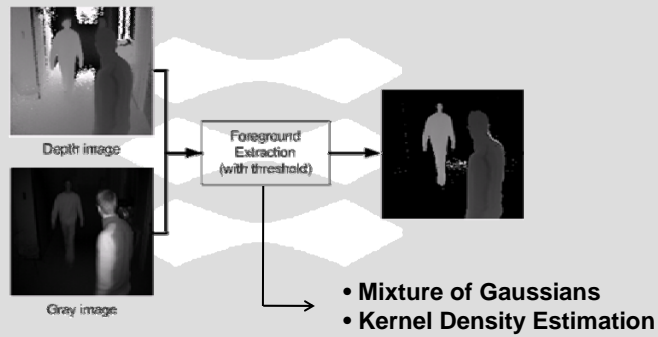 Depth image
Foreground
Extraction
(with threshold)
Gray image
• Mixture of Gaussians
• Kernel Density Estimation